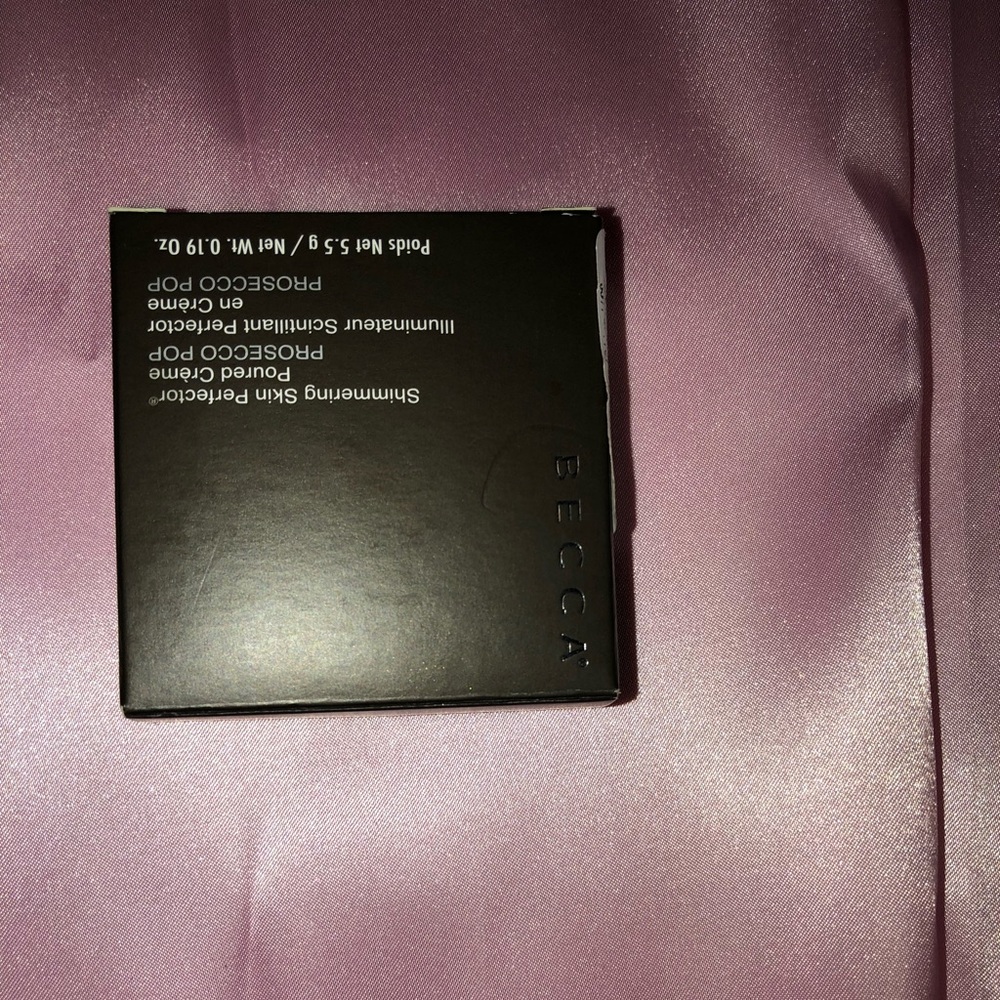 BECCA®
Shimmering Skin Perfector®
Poured Crème
PROSECCO POP
Illuminateur Scintillant Perfector
en Crème
PROSECCO POP
Poids Net 5.5 g / Net Wt. 0.19 Oz.